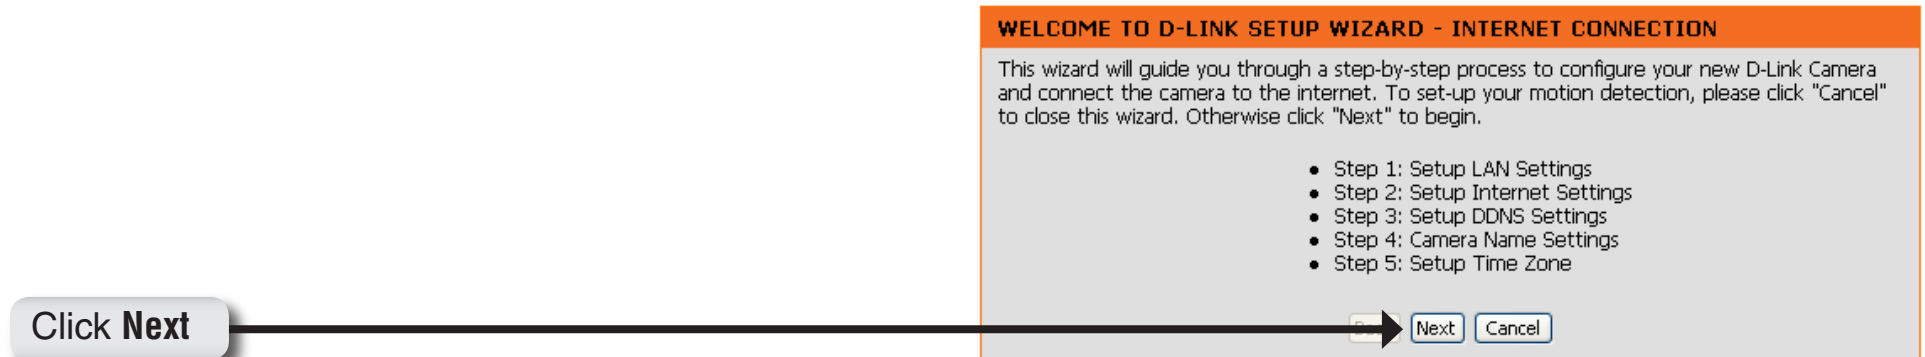 WELCOME TO D-LINK SETUP WIZARD - INTERNET CONNECTION
This wizard will guide you through a step-by-step process to configure your new D-Link Camera
and connect the camera to the internet. To set-up your motion detection, please click "Cancel"
to close this wizard. Otherwise click "Next" to begin.
• Step 1: Setup LAN Settings
• Step 2: Setup Internet Settings
• Step 3: Setup DDNS Settings
• Step 4: Camera Name Settings
• Step 5: Setup Time Zone
Click Next
Next Cancel